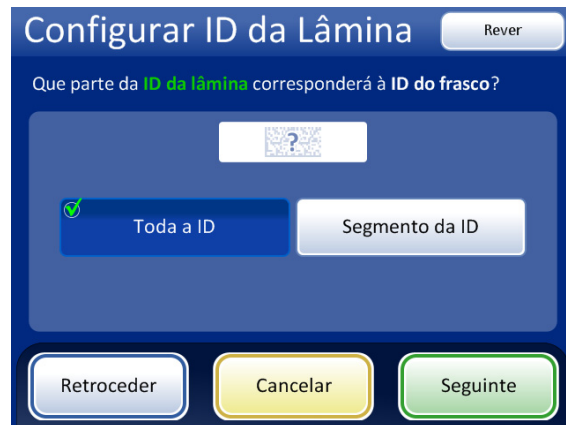 Configurar ID da Lâmina
Rever
Que parte da ID da lâmina corresponderá à ID do frasco?
?
Toda a ID
Segmento da ID
Retroceder
Cancelar
Seguinte